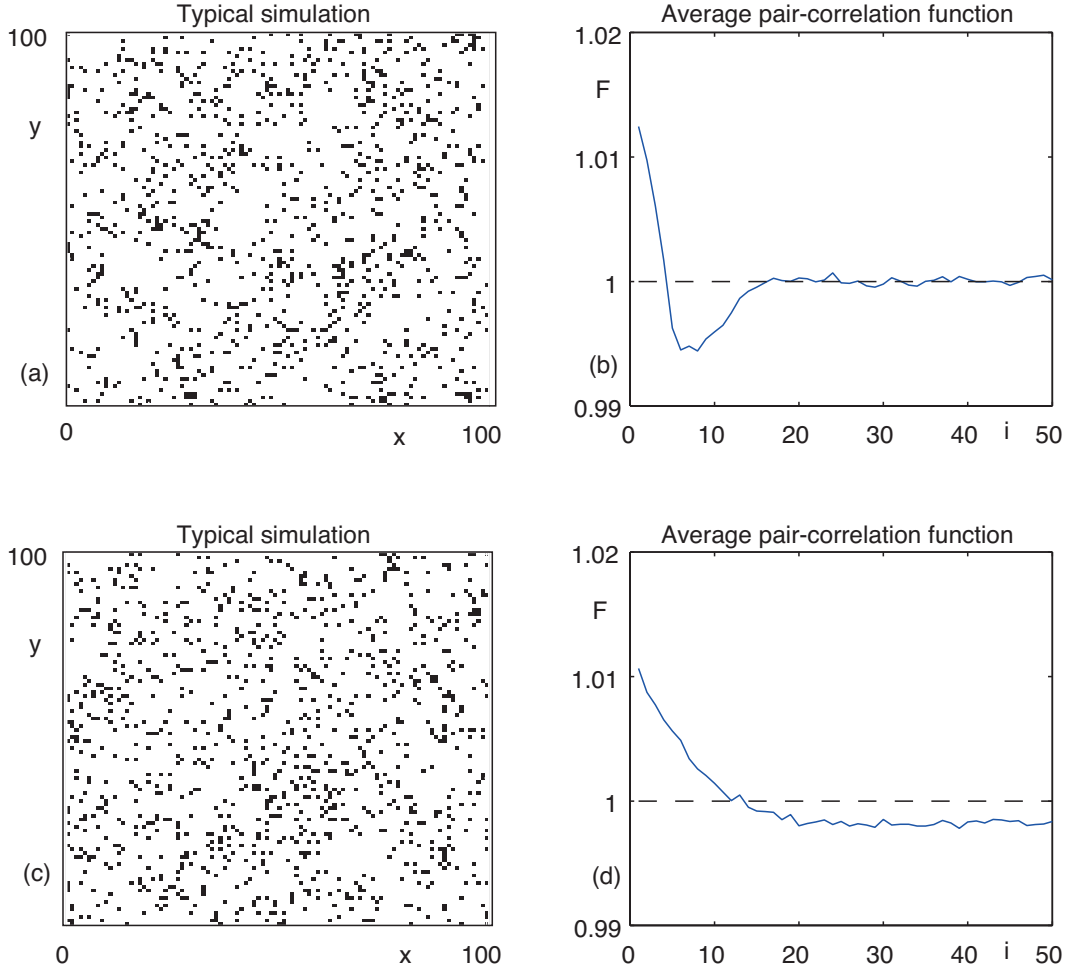 Typical simulation
100
y
(a)
0
x
100
Average pair-correlation function
1.02
F
1.01
1
(b)
0.99
0
10
20
30
40
i
50
Typical simulation
100
y
(c)
0
x
100
Average pair-correlation function
1.02
F
1.01
1
(d)
0.99
0
10
20
30
40
i
50